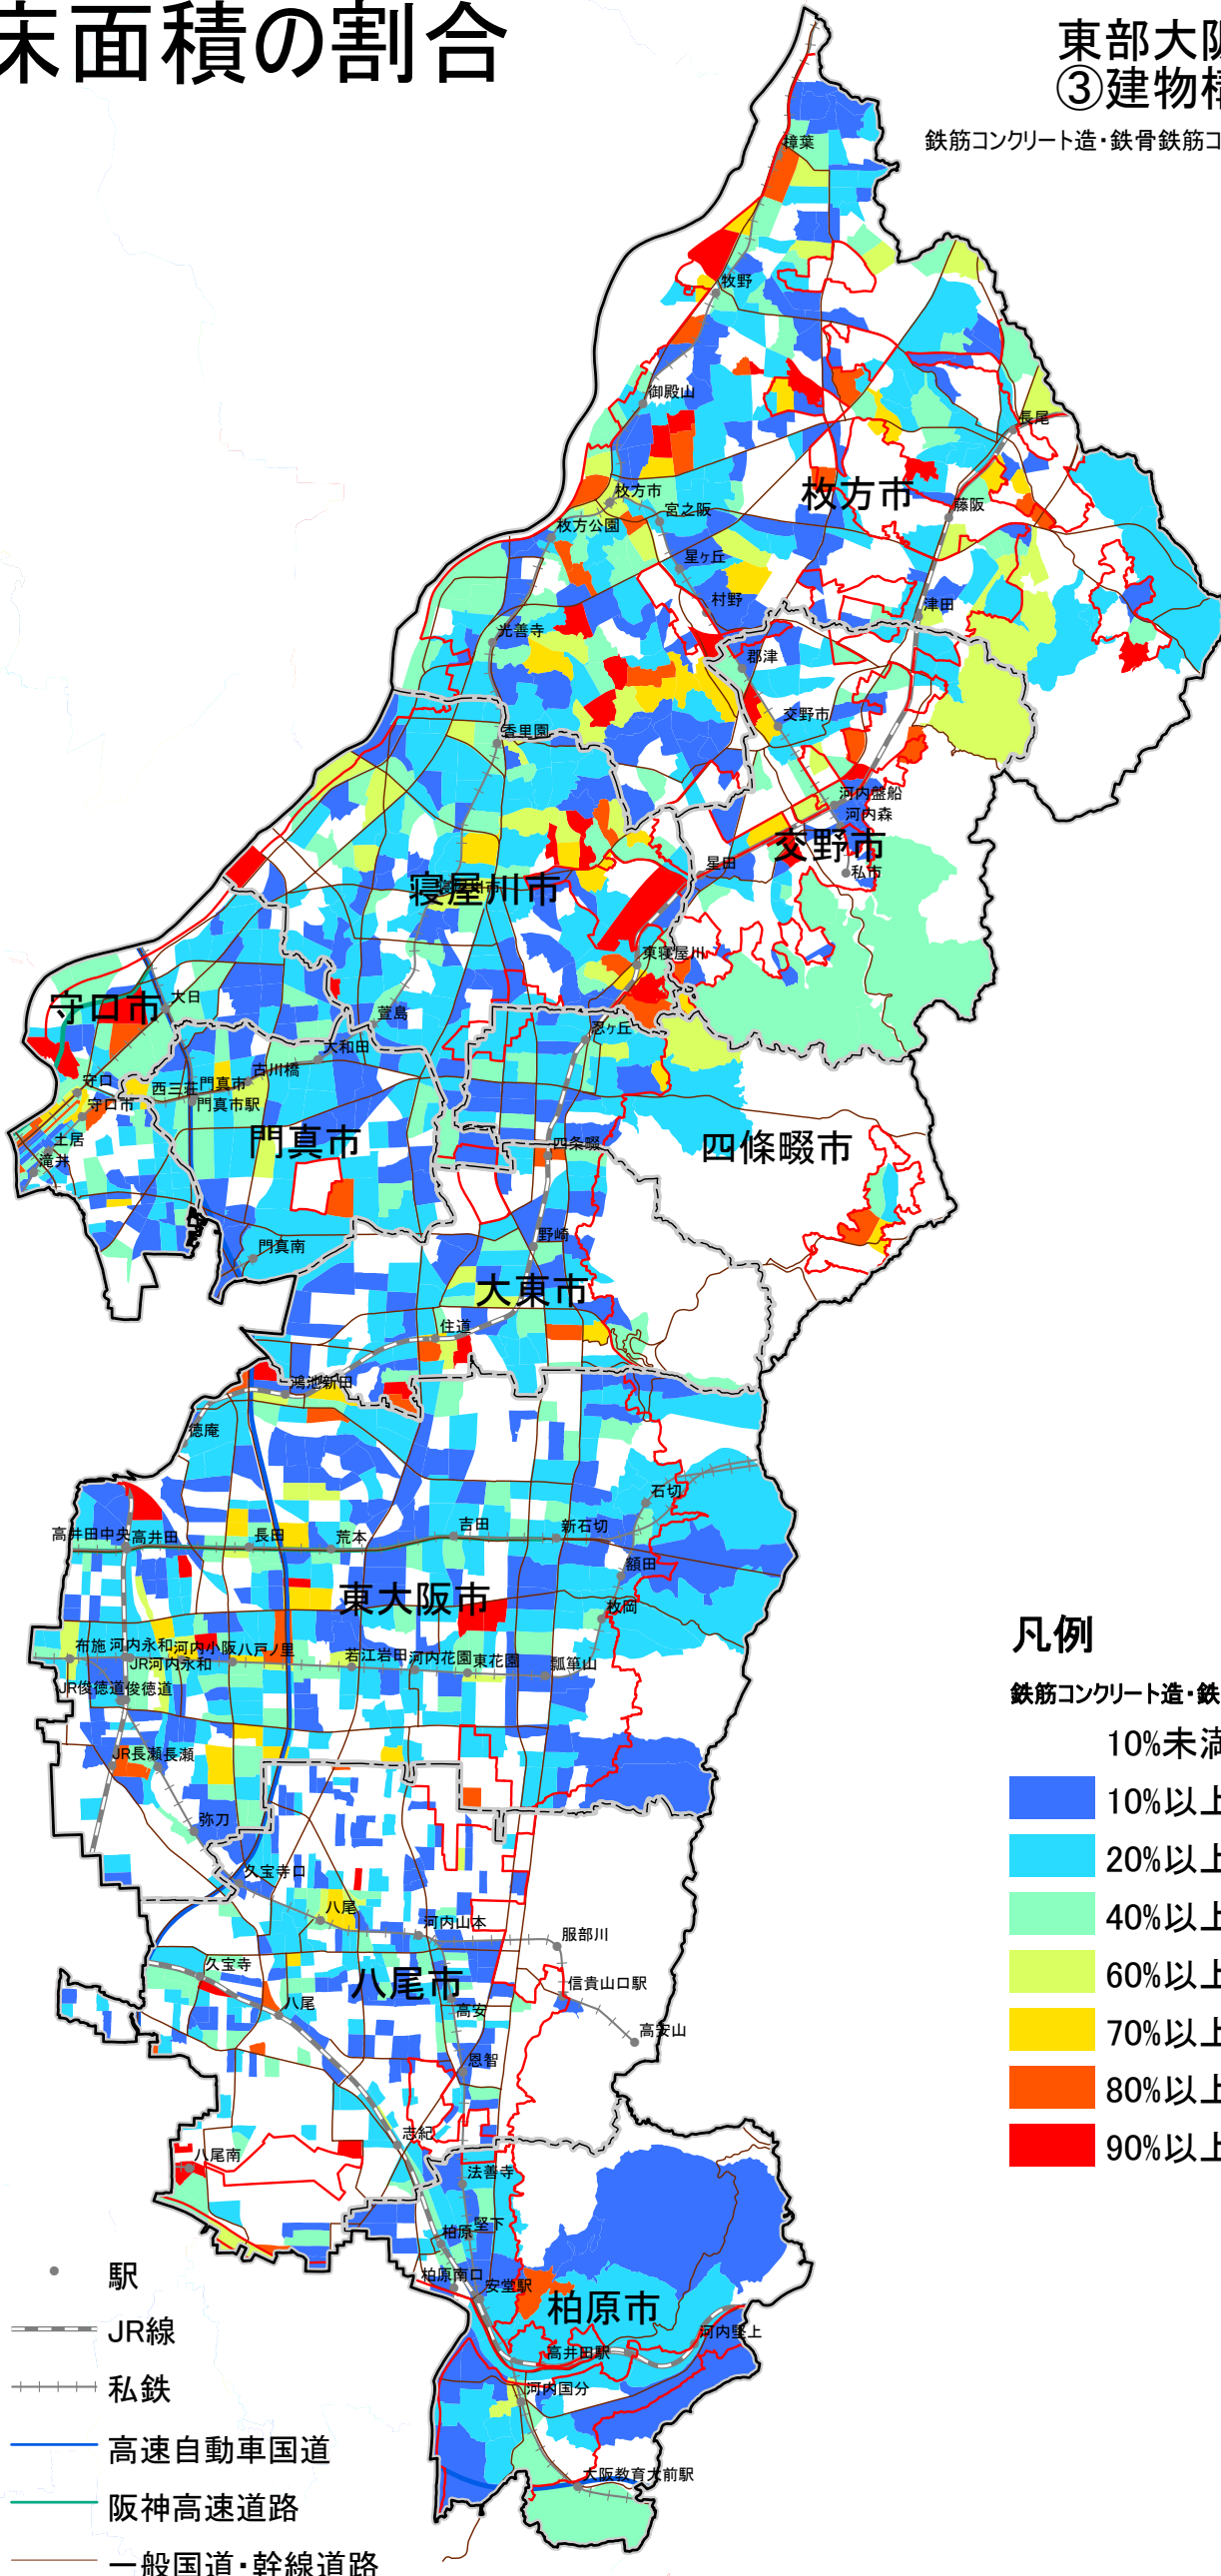 床面積の割合
東部大阪
③建物構
鉄筋コンクリート造・鉄骨鉄筋コ
樟葉
牧野
御殿山
長尾
枚方市
枚方市
藤阪
宮之阪
枚方公園
星ヶ丘
村野
津田
光善寺
郡津
交野市
香里園
河内磐船
河内森
交野市
星田
私市
寝屋川市
寝屋川市
東寝屋川
守口市
大日
萱島
忍ヶ丘
大和田
古川橋
守口
西三荘
門真市
守口市
門真市駅
土居
門真市
四条畷
四條畷市
滝井
野崎
門真南
大東市
住道
鴻池新田
徳庵
石切
高井田中央
高井田
長田
荒本
吉田
新石切
額田
東大阪市
枚岡
布施
河内永和
河内小阪
八戸ノ里
JR河内永和
若江岩田
河内花園
東花園
瓢箪山
JR俊徳道
俊徳道
JR長瀬
長瀬
弥刀
久宝寺口
八尾
河内山本
服部川
久宝寺
八尾市
信貴山口駅
八尾
高安
高安山
恩智
志紀
八尾南
法善寺
柏原
堅下
柏原南口
安堂駅
柏原市
河内堅上
高井田駅
河内国分
大阪教育大前駅
凡例
鉄筋コンクリート造・鉄
10%未満
10%以上
20%以上
40%以上
60%以上
70%以上
80%以上
90%以上
駅
JR線
私鉄
高速自動車国道
阪神高速道路
一般国道・幹線道路